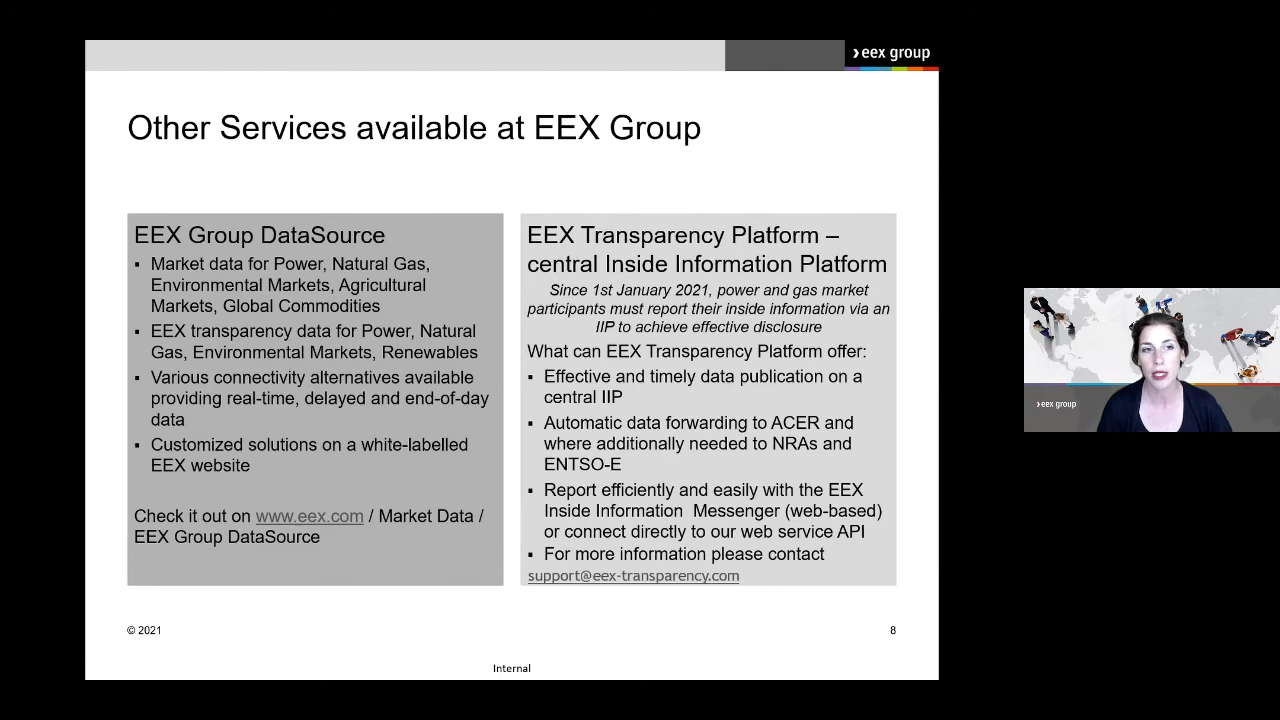 ›eex group
Other Services available at EEX Group
EEX Group DataSource
▪ Market data for Power, Natural Gas,
Environmental Markets, Agricultural
Markets, Global Commodities
▪ EEX transparency data for Power, Natural
Gas, Environmental Markets, Renewables
▪ Various connectivity alternatives available
providing real-time, delayed and end-of-day
data
▪ Customized solutions on a white-labelled
EEX website
Check it out on www.eex.com / Market Data /
EEX Group DataSource
EEX Transparency Platform –
central Inside Information Platform
Since 1st January 2021, power and gas market
participants must report their inside information via an
IIP to achieve effective disclosure
What can EEX Transparency Platform offer:
▪ Effective and timely data publication on a
central IIP
▪ Automatic data forwarding to ACER and
where additionally needed to NRAs and
ENTSO-E
▪ Report efficiently and easily with the EEX
Inside Information  Messenger (web-based)
or connect directly to our web service API
▪ For more information please contact
support@eex-transparency.com
›eex group
© 2021
8
Internal